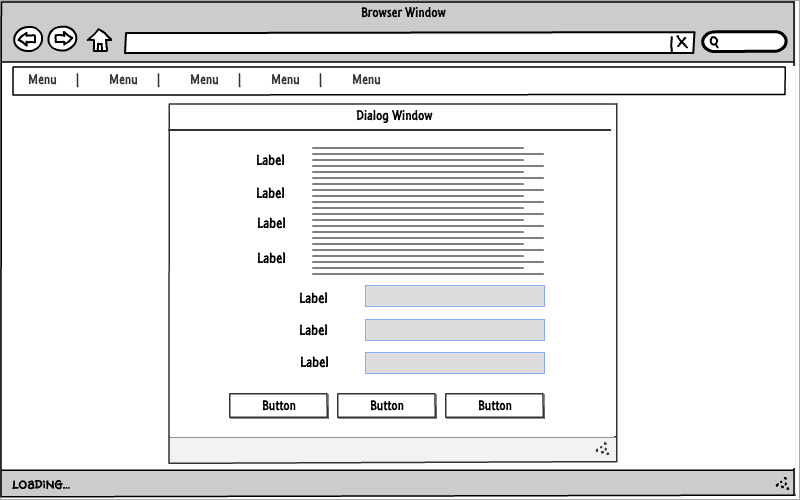 Browser Window
X
Menu | Menu | Menu | Menu | Menu
Dialog Window
Label
Label
Label
Label
Label
Label
Label
Button Button Button
LOADING...